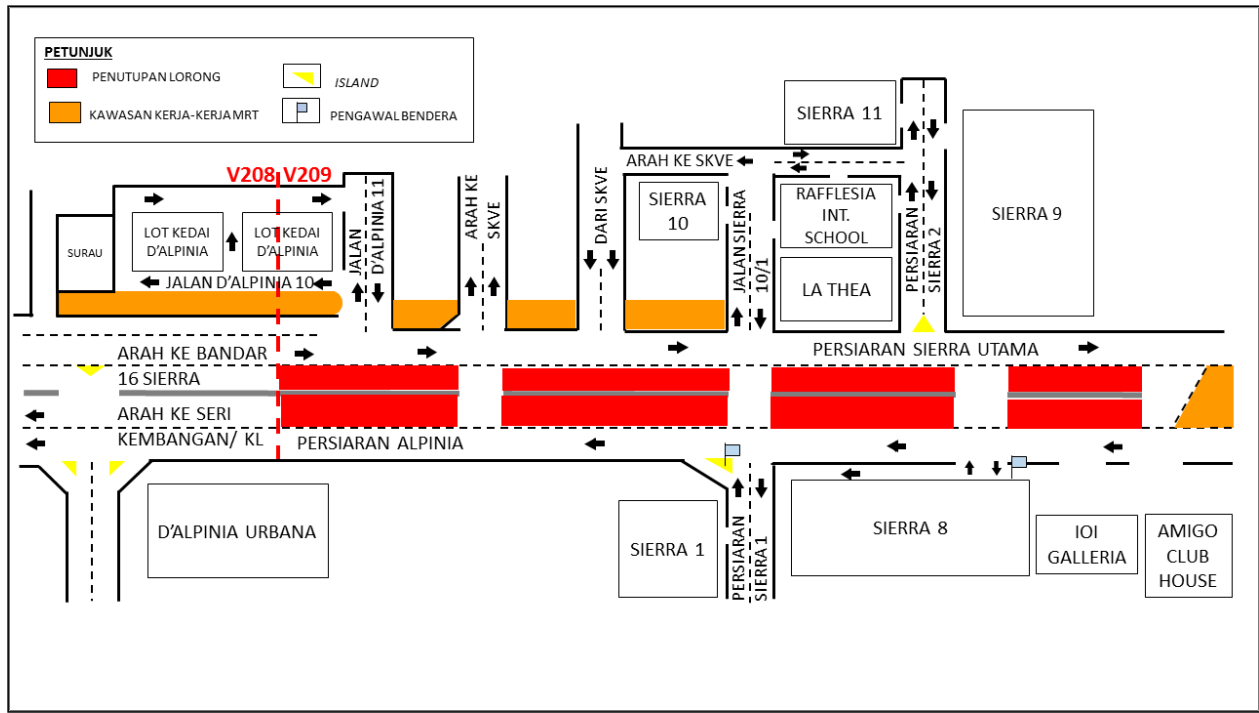 PETUNJUK
PENUTUPAN LORONG
ISLAND
KAWASAN KERJA-KERJAMRT
PENGAWAL BENDERA
V208 V209
SURAU
LOT KEDAI
D'ALPINIA
LOT KEDAI
D'ALPINIA
JALAN D'ALPINIA 10
JALAN
D'ALPINIA 11
ARAH KE
SKVE
DARI SKVE
ARAH KE SKVE
SIERRA
10
JALAN SIERRA
10/1
SIERRA 11
RAFFLESIA
INT.
SCHOOL
LA THEA
PERSIARAN
SIERRA 2
SIERRA 9
ARAH KE BANDAR
16 SIERRA
PERSIARAN SIERRA UTAMA
ARAH KE SERI
KEMBANGAN/ KL
PERSIARAN ALPINIA
D'ALPINIA URBANA
SIERRA 1
PERSIARAN
SIERRA 1
SIERRA 8
IOI
GALLERIA
AMIGO
CLUB
HOUSE